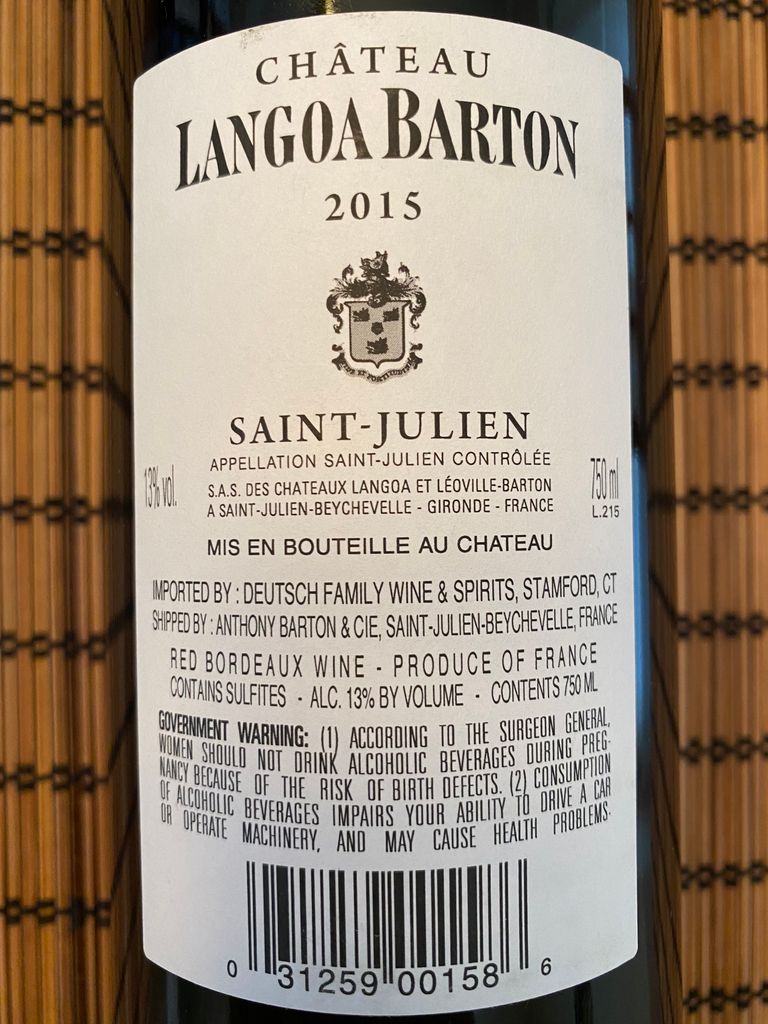 CHÂTEAU
LANGOA BARTON
2015
SAINT-JULIEN
APPELLATION SAINT-JULIEN CONTRÔLÉE
13% vol.
S.A.S. DES CHATEAUX LANGOA ET LÉOVILLE-BARTON
A SAINT-JULIEN-BEYCHEVELLE - GIRONDE - FRANCE
750 ml
L.215
MIS EN BOUTEILLE AU CHATEAU
IMPORTED BY : DEUTSCH FAMILY WINE & SPIRITS, STAMFORD, CT
SHIPPED BY : ANTHONY BARTON & CIE, SAINT-JULIEN-BEYCHEVELLE, FRANCE
RED BORDEAUX WINE - PRODUCE OF FRANCE
CONTAINS SULFITES - ALC. 13% BY VOLUME - CONTENTS 750 ML
GOVERNMENT WARNING: (1) ACCORDING TO THE SURGEON GENERAL,
WOMEN SHOULD NOT DRINK ALCOHOLIC BEVERAGES DURING PREG-
NANCY BECAUSE OF THE RISK OF BIRTH DEFECTS. (2) CONSUMPTION
OF ALCOHOLIC BEVERAGES IMPAIRS YOUR ABILITY TO DRIVE A CAR
OR OPERATE MACHINERY, AND MAY CAUSE HEALTH PROBLEMS.
0 31259 00158 6